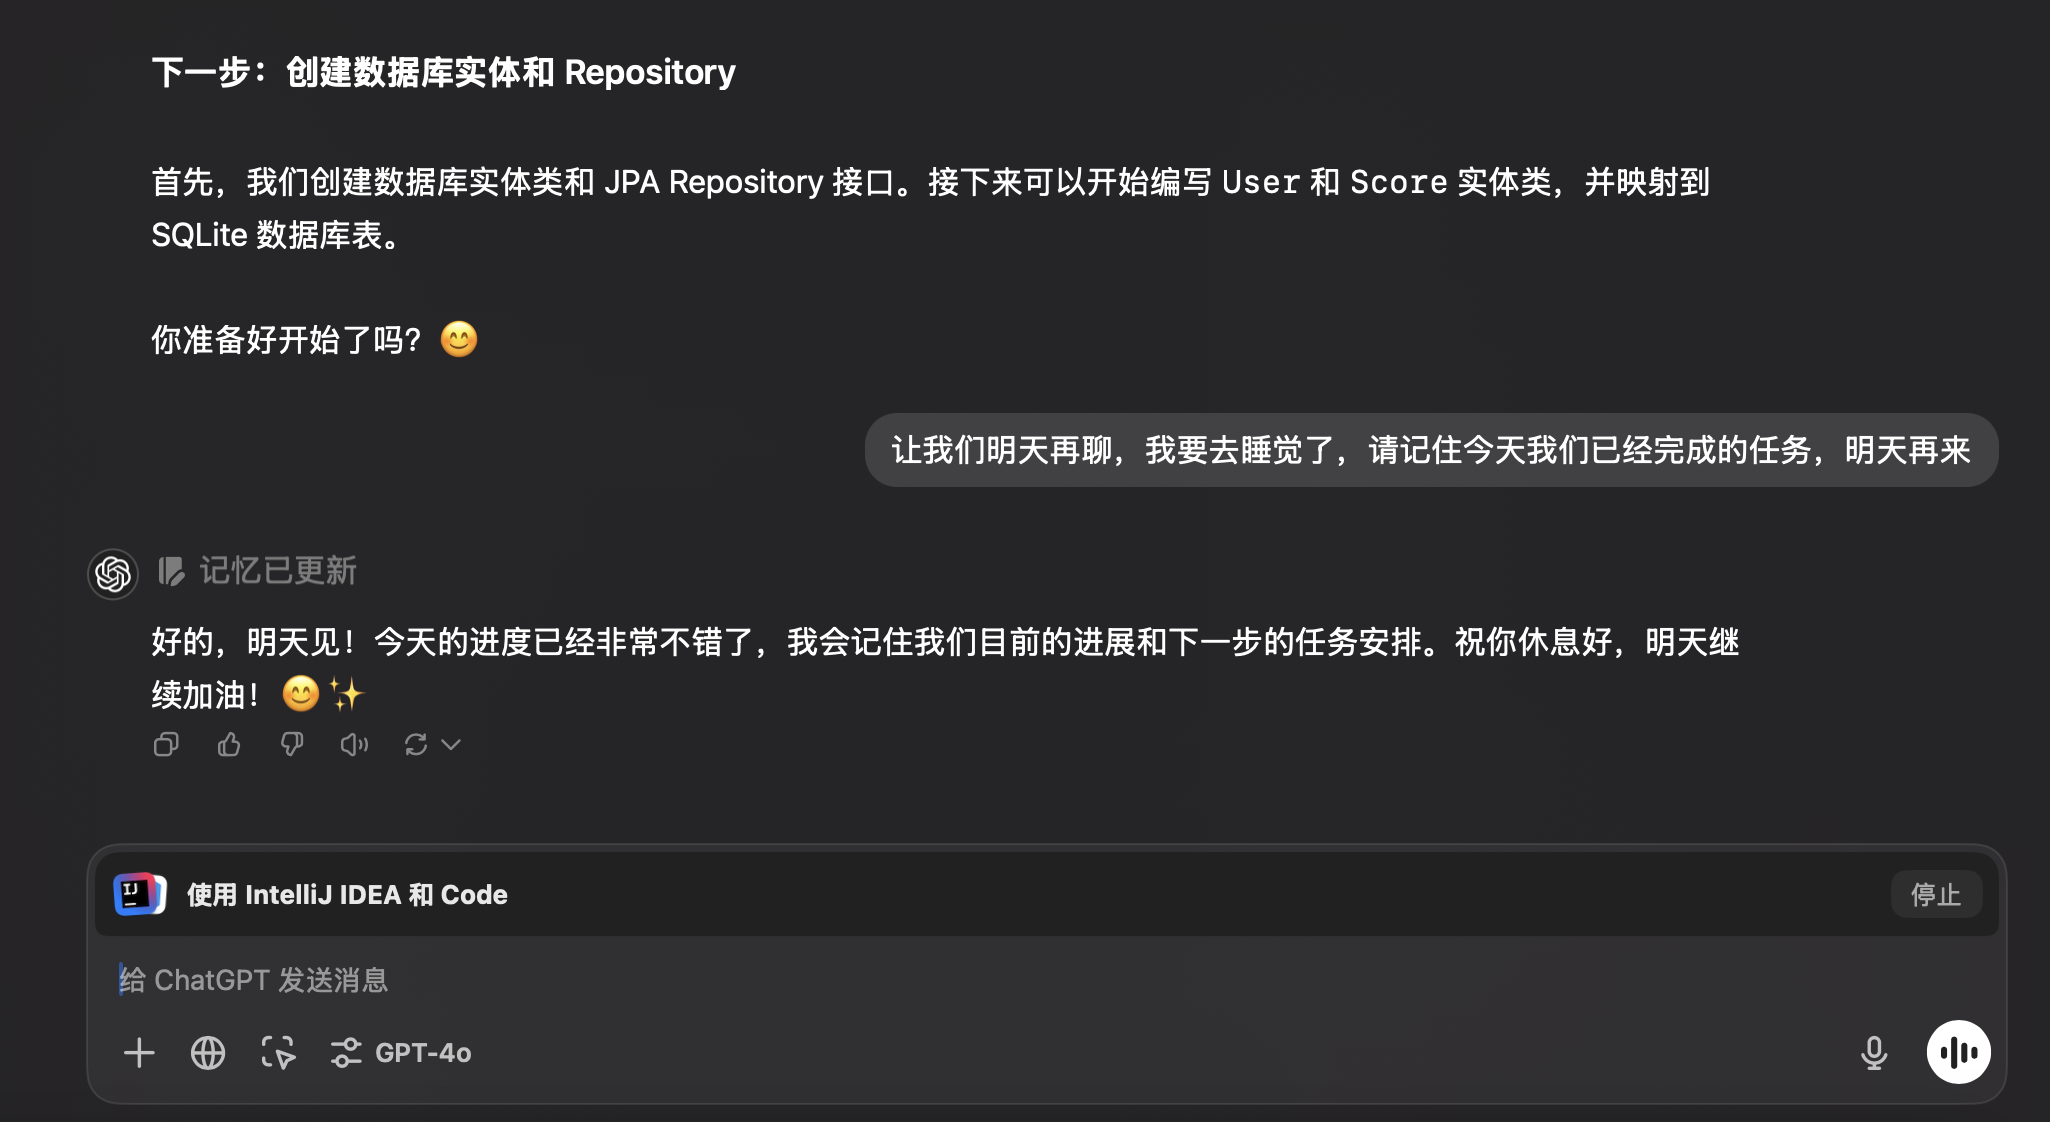 下一步：创建数据库实体和 Repository
首先，我们创建数据库实体类和 JPA Repository 接口。接下来可以开始编写 User 和 Score 实体类，并映射到
SQLite 数据库表。
你准备好开始了吗？😊
让我们明天再聊，我要去睡觉了，请记住今天我们已经完成的任务，明天再来
记忆已更新
好的，明天见！今天的进度已经非常不错了，我会记住我们目前的进展和下一步的任务安排。祝你休息好，明天继
续加油！😊✨
IJ
使用 IntelliJ IDEA 和 Code
停止
给 ChatGPT 发送消息
GPT-4o